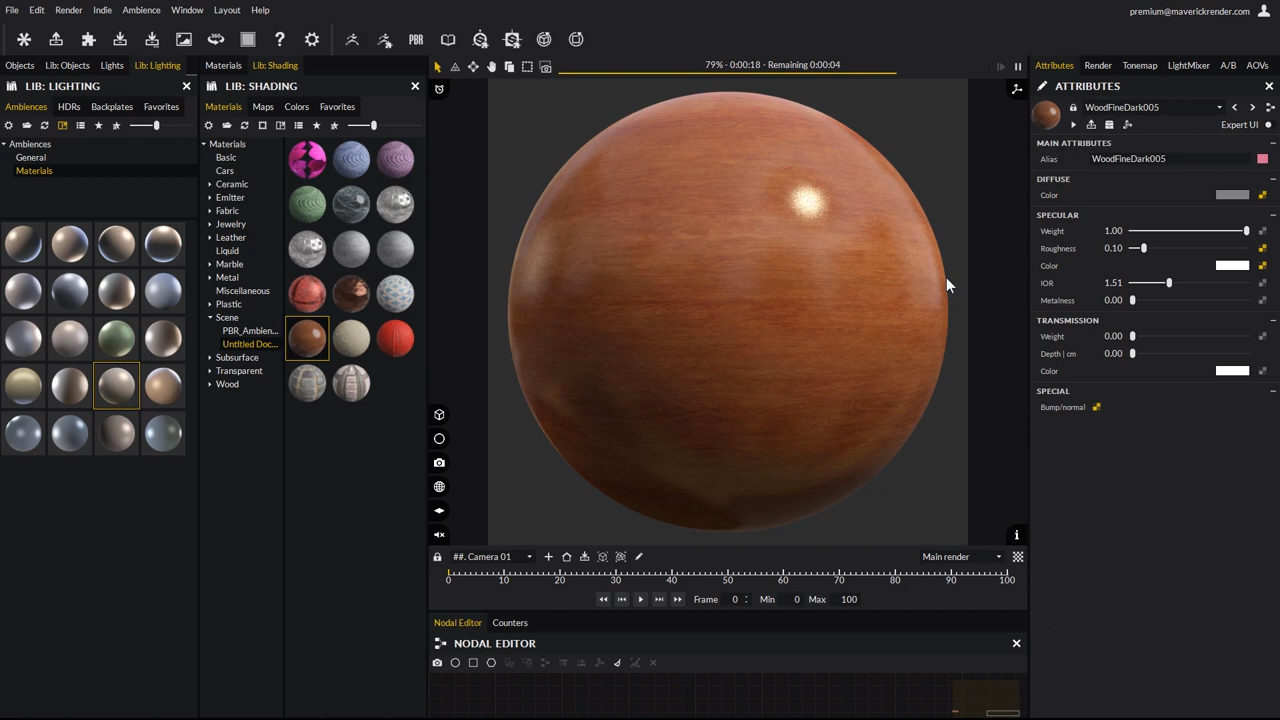 File Edit Render Indie Ambience Window Layout Help
premium@maverickrender.com
PBR
Objects Lib: Objects Lights Lib: Lighting
Materials Lib: Shading
79% - 0:00:18 - Remaining 0:00:04
Attributes Render Tonemap LightMixer A/B AOVs
LIB: LIGHTING
LIB: SHADING
ATTRIBUTES
Ambiences HDRs Backplates Favorites
Materials Maps Colors Favorites
WoodFineDark005
Expert UI
Ambiences
General
Materials
Materials
Basic
Cars
Ceramic
Emitter
Fabric
Jewelry
Leather
Liquid
Marble
Metal
Miscellaneous
Plastic
Scene
PBR_Ambien...
Untitled Doc...
Subsurface
Transparent
Wood
MAIN ATTRIBUTES
Alias WoodFineDark005
DIFFUSE
Color
SPECULAR
Weight 1.00
Roughness 0.10
Color
IOR 1.51
Metalness 0.00
TRANSMISSION
Weight 0.00
Depth | cm 0.00
Color
SPECIAL
Bump/normal
##. Camera 01
Main render
0 10 20 30 40 50 60 70 80 90 100
Frame 0 Min 0 Max 100
Nodal Editor Counters
NODAL EDITOR